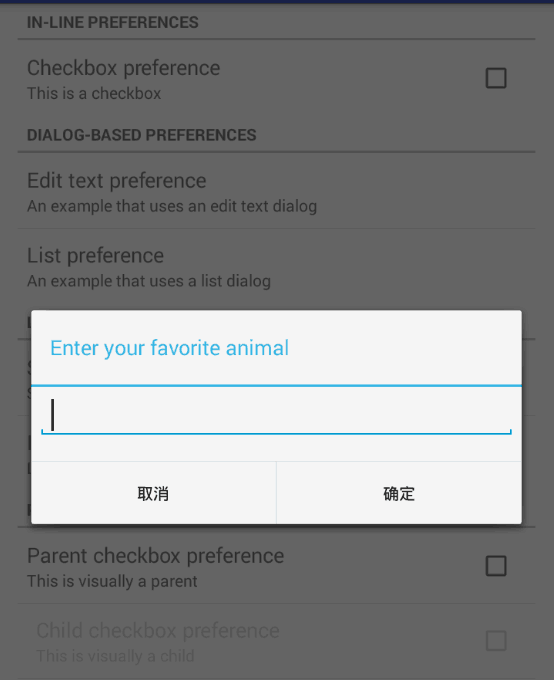 IN-LINE PREFERENCES
Checkbox preference
This is a checkbox
DIALOG-BASED PREFERENCES
Edit text preference
An example that uses an edit text dialog
List preference
An example that uses a list dialog
Enter your favorite animal
取消
确定
Parent checkbox preference
This is visually a parent
Child checkbox preference
This is visually a child